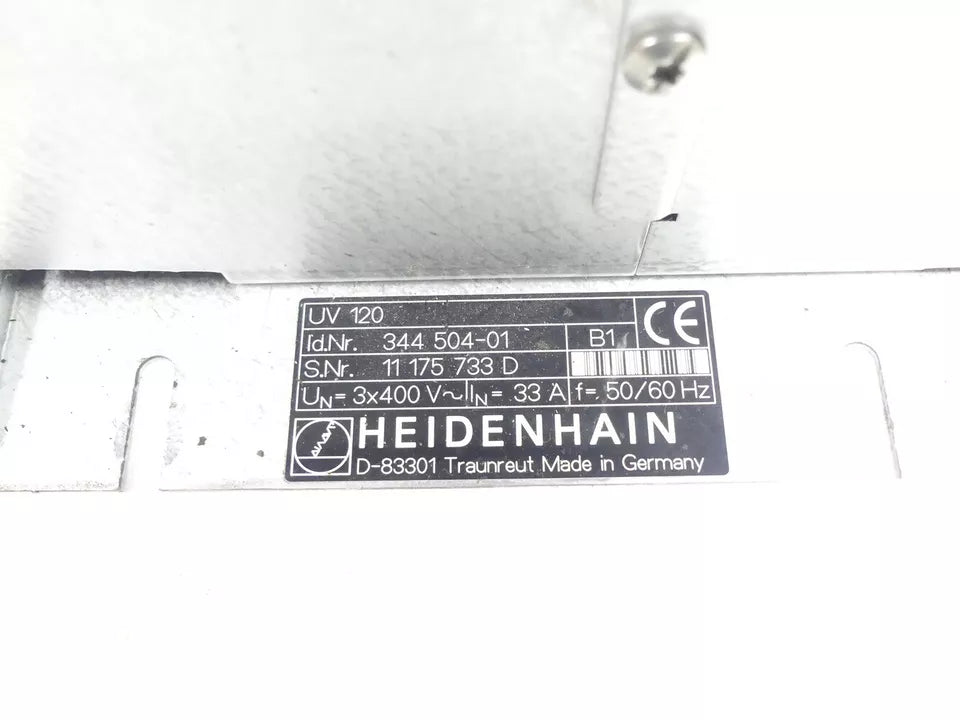 UV 120
Id.Nr. 344 504-01 B1 CE
S.Nr. 11 175 733 D
UN = 3x400 V~ IN = 33 A f= 50/60 Hz
HEIDENHAIN
D-83301 Traunreut Made in Germany